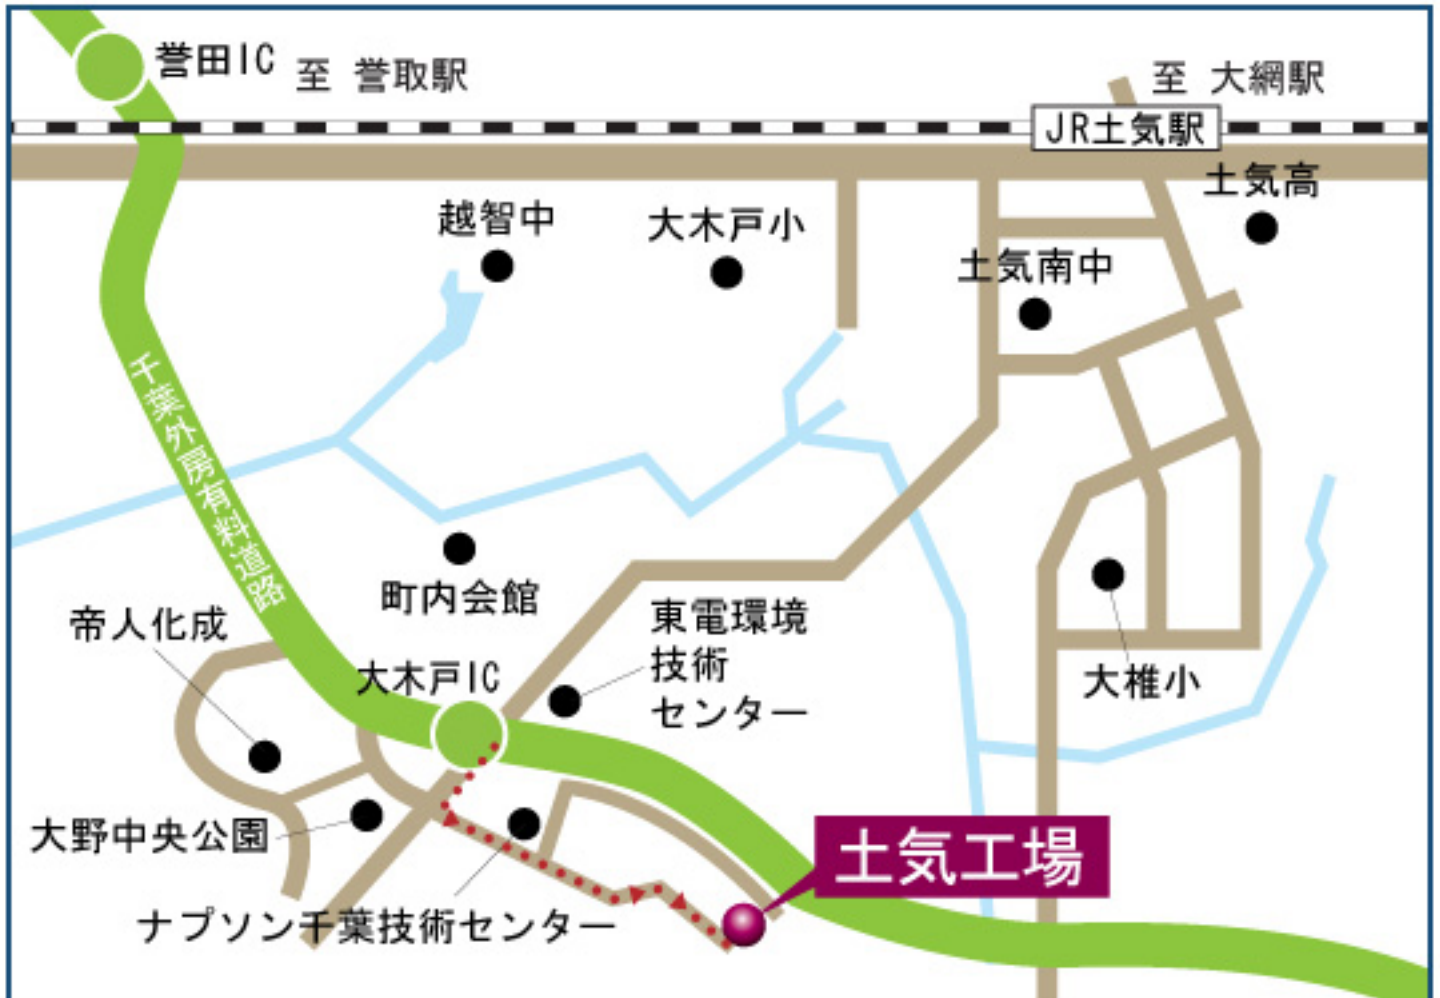 誉田IC
至 誉取駅
至 大網駅
JR土気駅
土気高
越智中
大木戸小
土気南中
千葉外房有料道路
町内会館
帝人化成
東電環境
技術
センター
大木戸IC
大椎小
大野中央公園
土気工場
ナプソン千葉技術センター